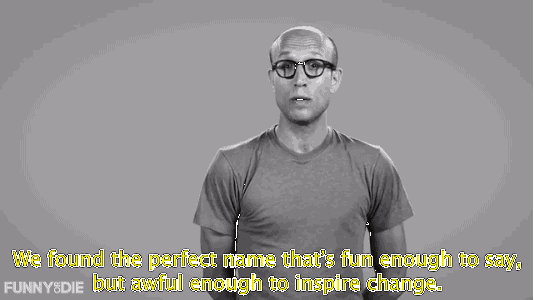 We found the perfect name that's fun enough to say,
but awful enough to inspire change.
FUNNY OR DIE